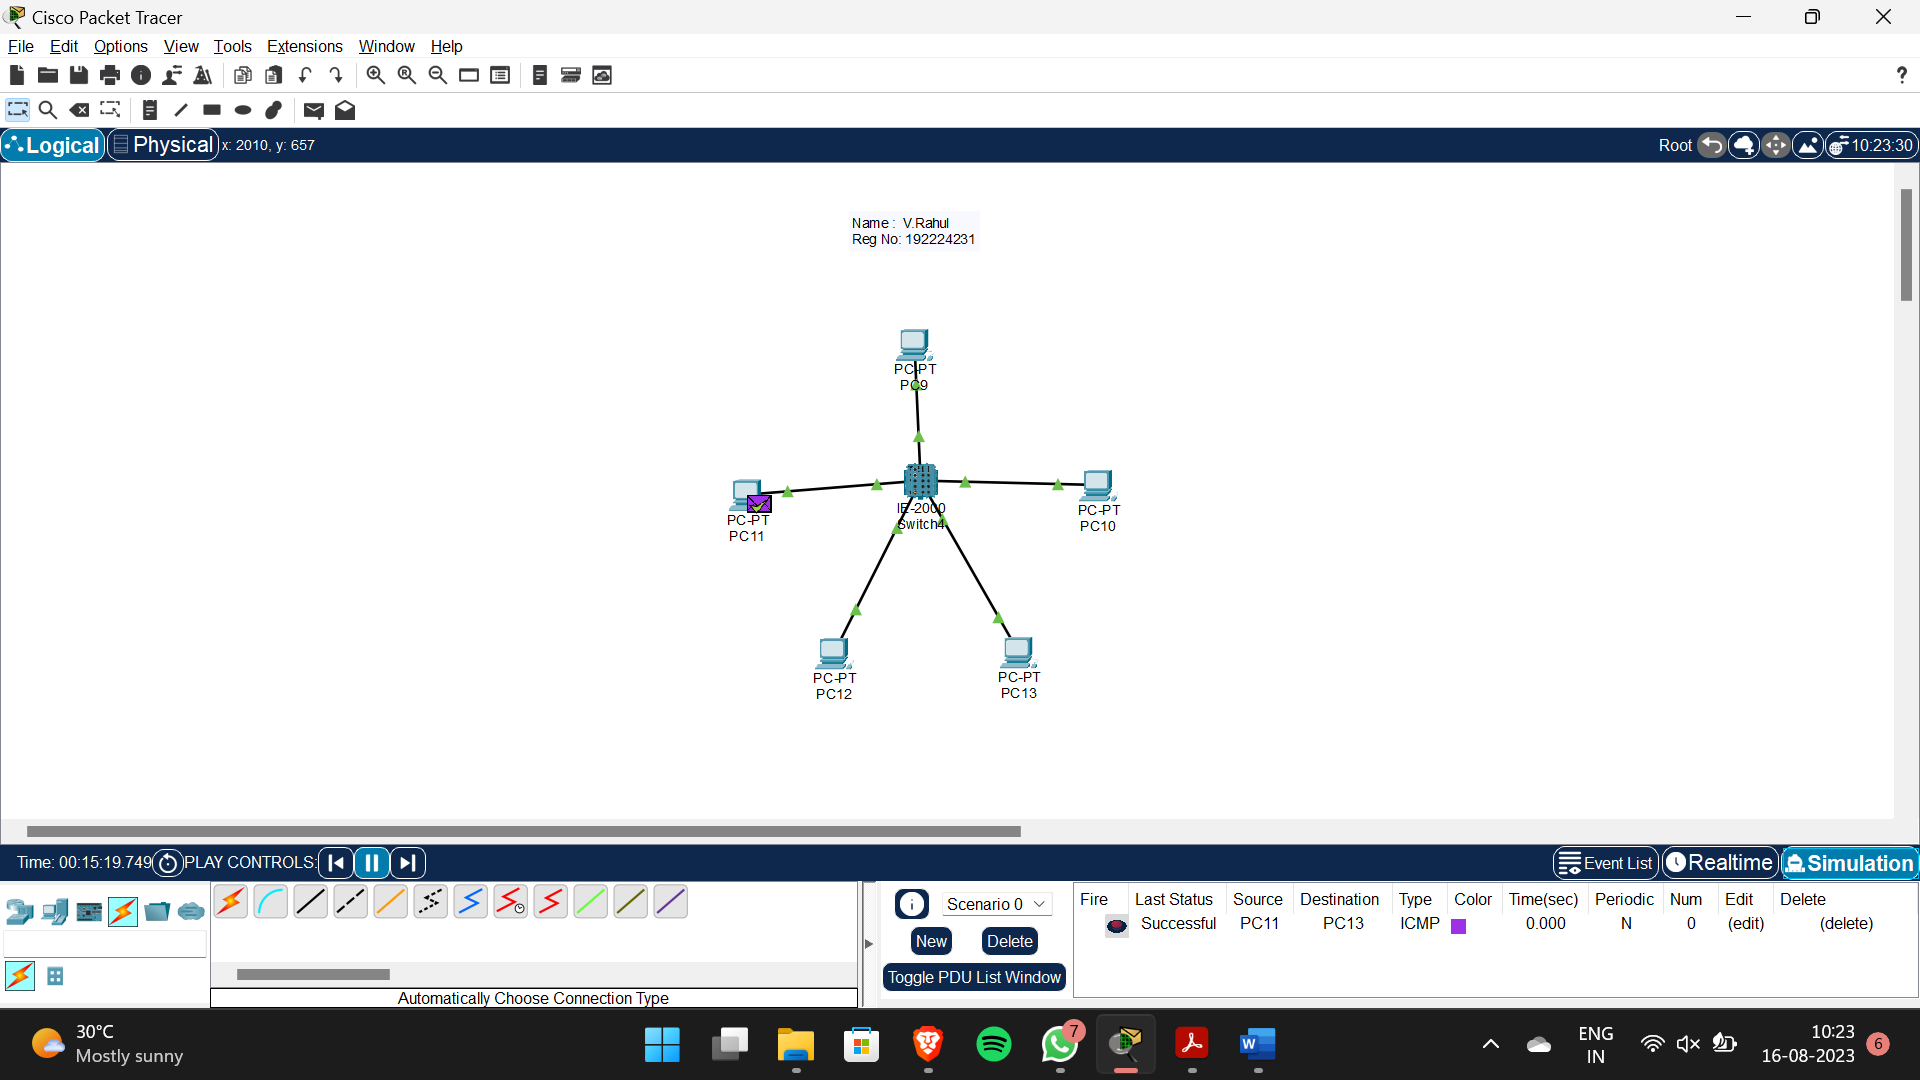 Cisco Packet Tracer
File Edit Options View Tools Extensions Window Help
?
Logical Physical x: 2010, y: 657 Root 10:23:30
Name : V.Rahul
Reg No: 192224231
PC-PT
PC9
PC-PT
PC11
IE-2000
Switch4
PC-PT
PC10
PC-PT
PC12
PC-PT
PC13
Time: 00:15:19.749 PLAY CONTROLS: Event List Realtime Simulation
Scenario 0
New Delete
Toggle PDU List Window
Fire Last Status Source Destination Type Color Time(sec) Periodic Num Edit Delete
Successful PC11 PC13 ICMP 0.000 N 0 (edit) (delete)
Automatically Choose Connection Type
30°C
Mostly sunny
7
W
ENG
IN
10:23
16-08-2023
6